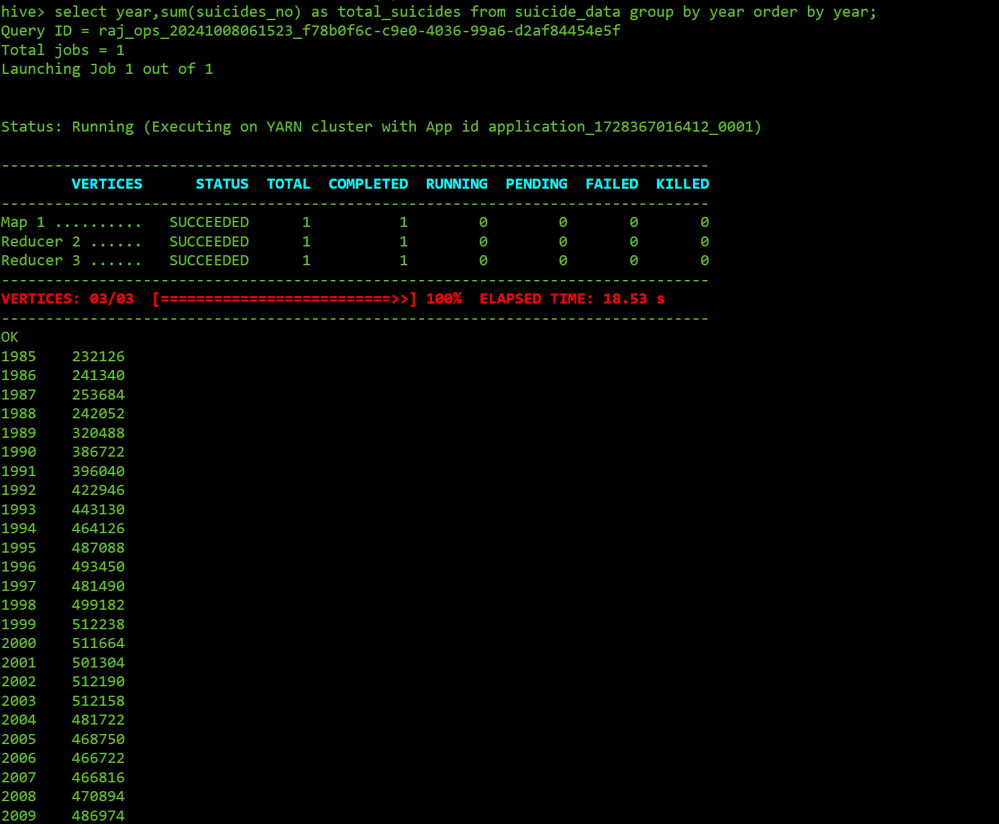 hive> select year,sum(suicides_no) as total_suicides from suicide_data group by year order by year;
Query ID = raj_ops_20241008061523_f78b0f6c-c9e0-4036-99a6-d2af84454e5f
Total jobs = 1
Launching Job 1 out of 1
Status: Running (Executing on YARN cluster with App id application_1728367016412_0001)
--------------------------------------------------------------------------------
        VERTICES      STATUS  TOTAL  COMPLETED  RUNNING  PENDING  FAILED  KILLED
--------------------------------------------------------------------------------
Map 1 ..........   SUCCEEDED      1          1        0        0       0       0
Reducer 2 ......   SUCCEEDED      1          1        0        0       0       0
Reducer 3 ......   SUCCEEDED      1          1        0        0       0       0
--------------------------------------------------------------------------------
VERTICES: 03/03  [==========================>>] 100%  ELAPSED TIME: 18.53 s
--------------------------------------------------------------------------------
OK
1985    232126
1986    241340
1987    253684
1988    242052
1989    320488
1990    386722
1991    396040
1992    422946
1993    443130
1994    464126
1995    487088
1996    493450
1997    481490
1998    499182
1999    512238
2000    511664
2001    501304
2002    512190
2003    512158
2004    481722
2005    468750
2006    466722
2007    466816
2008    470894
2009    486974